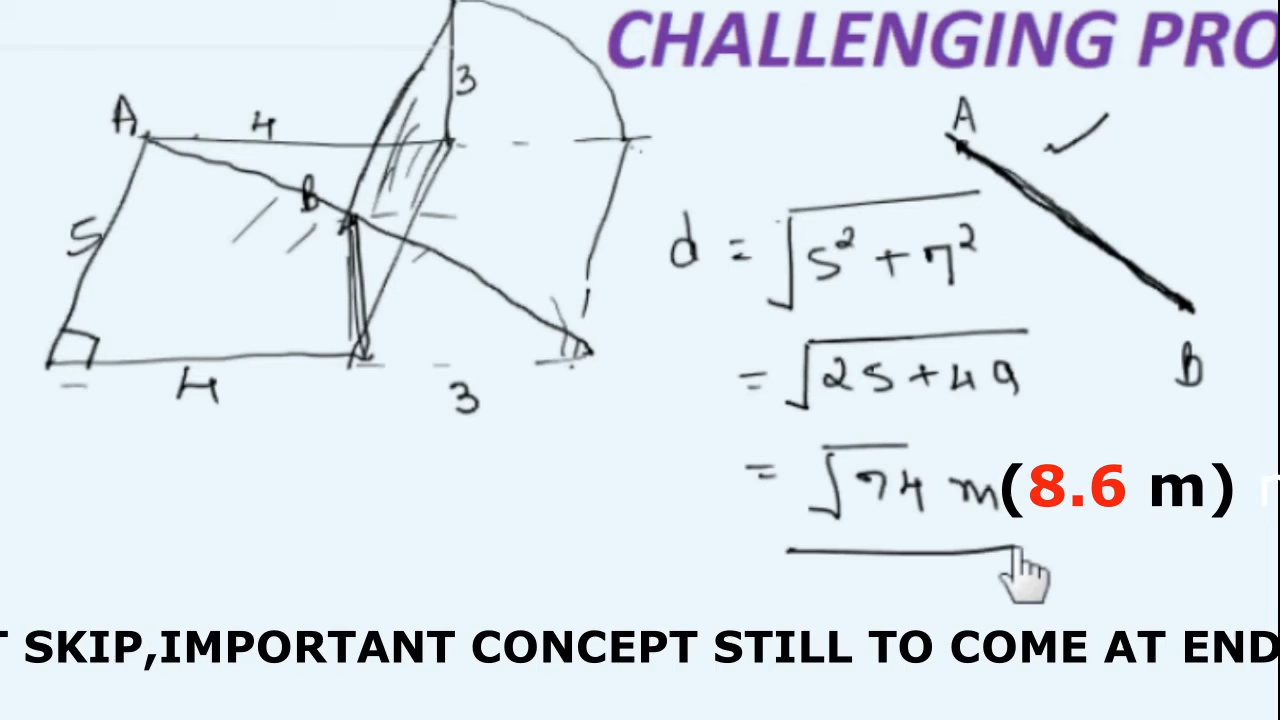 CHALLENGING PRO
A
4
3
B
5
4
3
A
B
d = √5² + 7²
= √25 + 49
= √74 m(8.6 m)
T SKIP,IMPORTANT CONCEPT STILL TO COME AT END